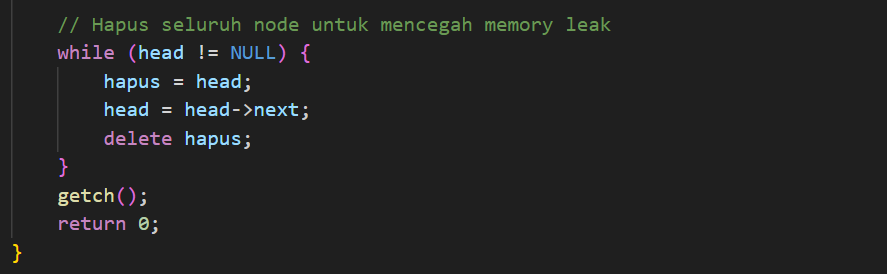 // Hapus seluruh node untuk mencegah memory leak
while (head != NULL) {
hapus = head;
head = head->next;
delete hapus;
}
getch();
return 0;
}